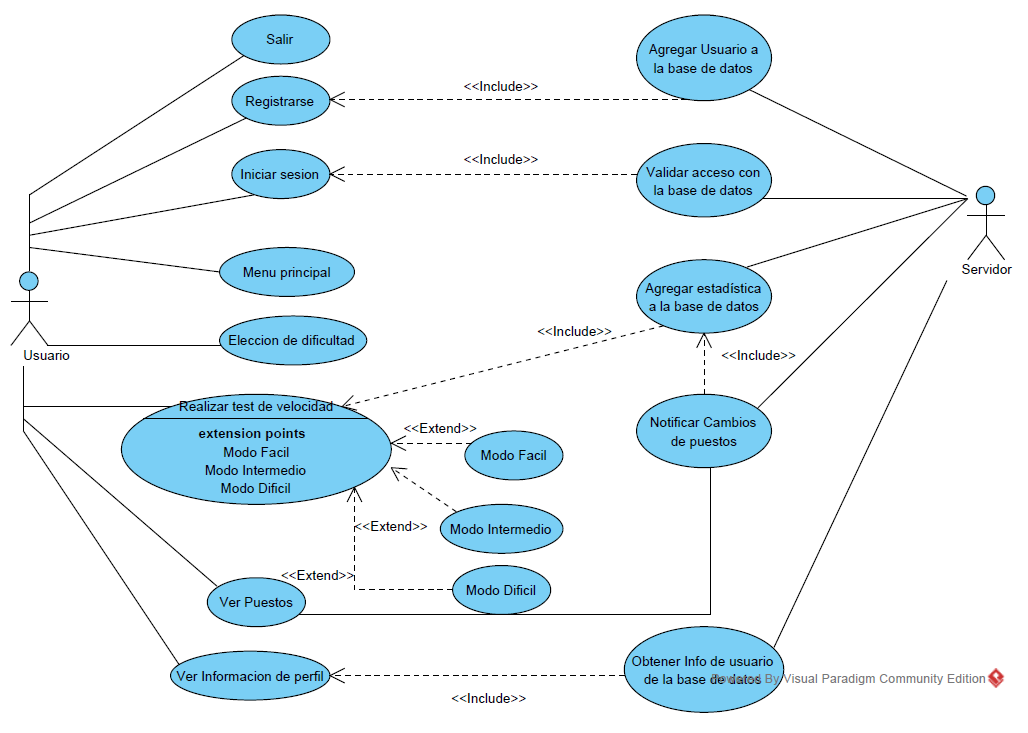 Salir
Agregar Usuario a
la base de datos
<<Include>>
Registrarse
<<Include>>
Iniciar sesion
Validar acceso con
la base de datos
Servidor
Menu principal
Agregar estadística
a la base de datos
<<Include>>
Eleccion de dificultad
<<Include>>
Usuario
Realizar test de velocidad
extension points
Modo Facil
Modo Intermedio
Modo Dificil
<<Extend>>
Modo Facil
Notificar Cambios
de puestos
<<Extend>>
Modo Intermedio
<<Extend>>
Modo Dificil
Ver Puestos
Obtener Info de usuario
de la base de datos
Ver Informacion de perfil
<<Include>>
Powered By Visual Paradigm Community Edition